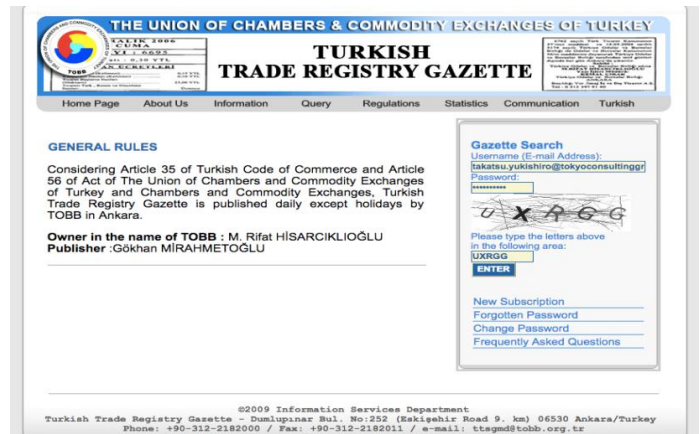 THE UNION OF CHAMBERS & COMMODITY EXCHANGES OF TURKEY
TOBB
CUMA
TURKISH
TRADE REGISTRY GAZETTE
Home Page About Us Information Query Regulations Statistics Communication Turkish
GENERAL RULES
Considering Article 35 of Turkish Code of Commerce and Article
56 of Act of The Union of Chambers and Commodity Exchanges
of Turkey and Chambers and Commodity Exchanges, Turkish
Trade Registry Gazette is published daily except holidays by
TOBB in Ankara.
Owner in the name of TOBB : M. Rifat HİSARCIKLIOĞLU
Publisher :Gökhan MİRAHMETOĞLU
Gazette Search
Username (E-mail Address):
takatsu.yukishiro@tokyoconsultinggr
Password:
**********
UXRGG
Please type the letters above
in the following area:
UXRGG
ENTER
New Subscription
Forgotten Password
Change Password
Frequently Asked Questions
©2009 Information Services Department
Turkish Trade Registry Gazette - Dumlupınar Bul. No:252 (Eskişehir Road 9. km) 06530 Ankara/Turkey
Phone: +90-312-2182000 / Fax: +90-312-2182011 / e-mail: ttsgmd@tobb.org.tr